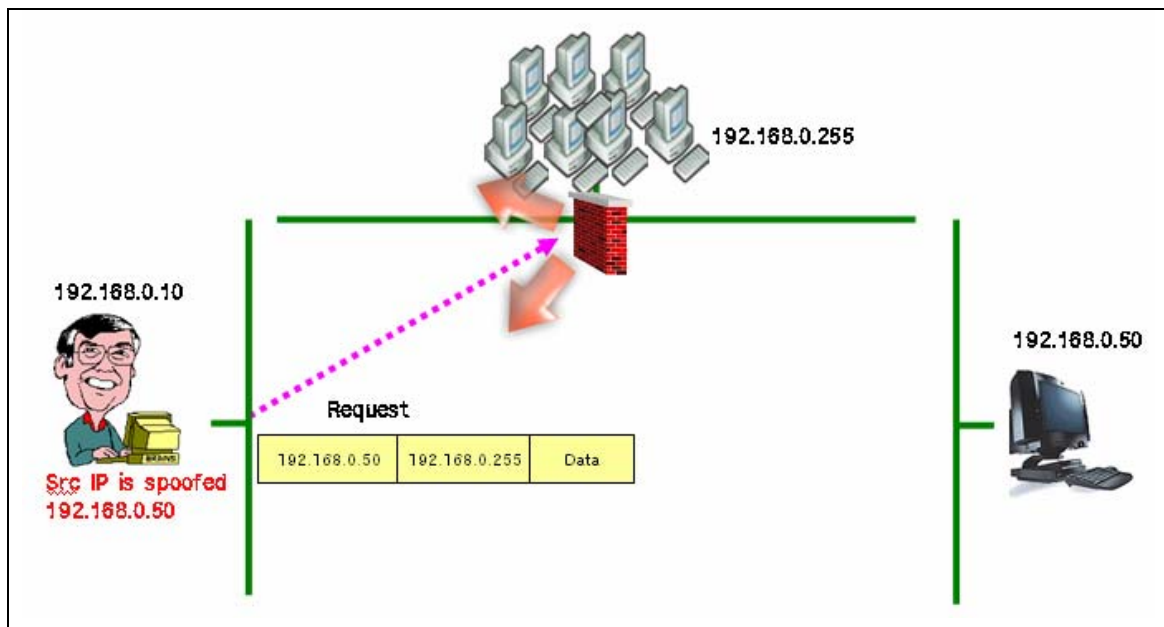 192.168.0.255
192.168.0.10
192.168.0.50
Request
192.168.0.50 192.168.0.255 Data
BRAINS
Src IP is spoofed
192.168.0.50